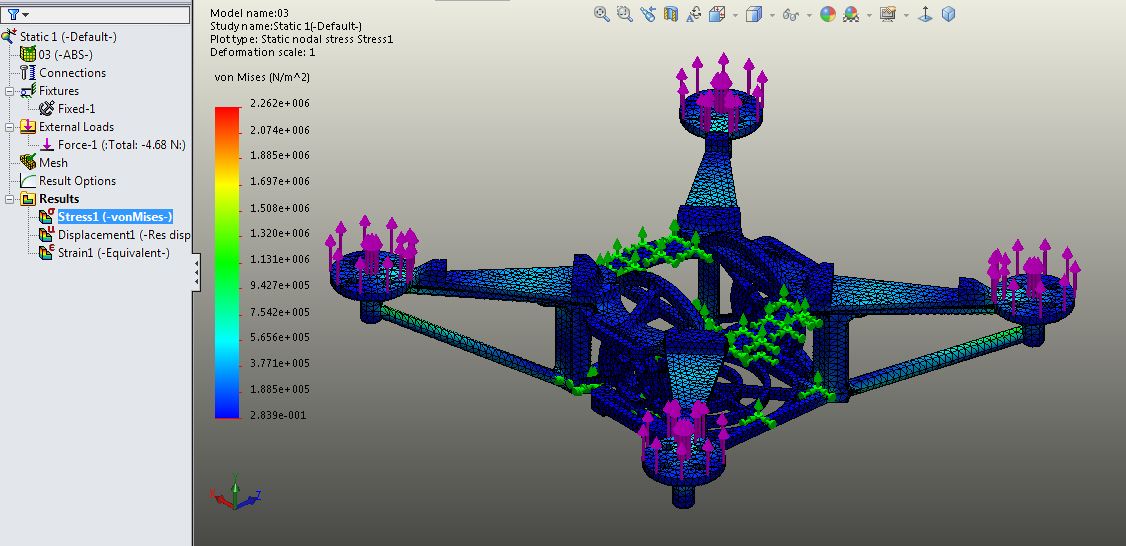 Static 1 (-Default-)
03 (-ABS-)
Connections
Fixtures
Fixed-1
External Loads
Force-1 (:Total: -4.68 N:)
Mesh
Result Options
Results
Stress1 (-vonMises-)
Displacement1 (-Res disp
Strain1 (-Equivalent-)
Model name:03
Study name:Static 1(-Default-)
Plot type: Static nodal stress Stress1
Deformation scale: 1
von Mises (N/m^2)
2.262e+006
2.074e+006
1.885e+006
1.697e+006
1.508e+006
1.320e+006
1.131e+006
9.427e+005
7.542e+005
5.656e+005
3.771e+005
1.885e+005
2.839e-001
Y
X
Z